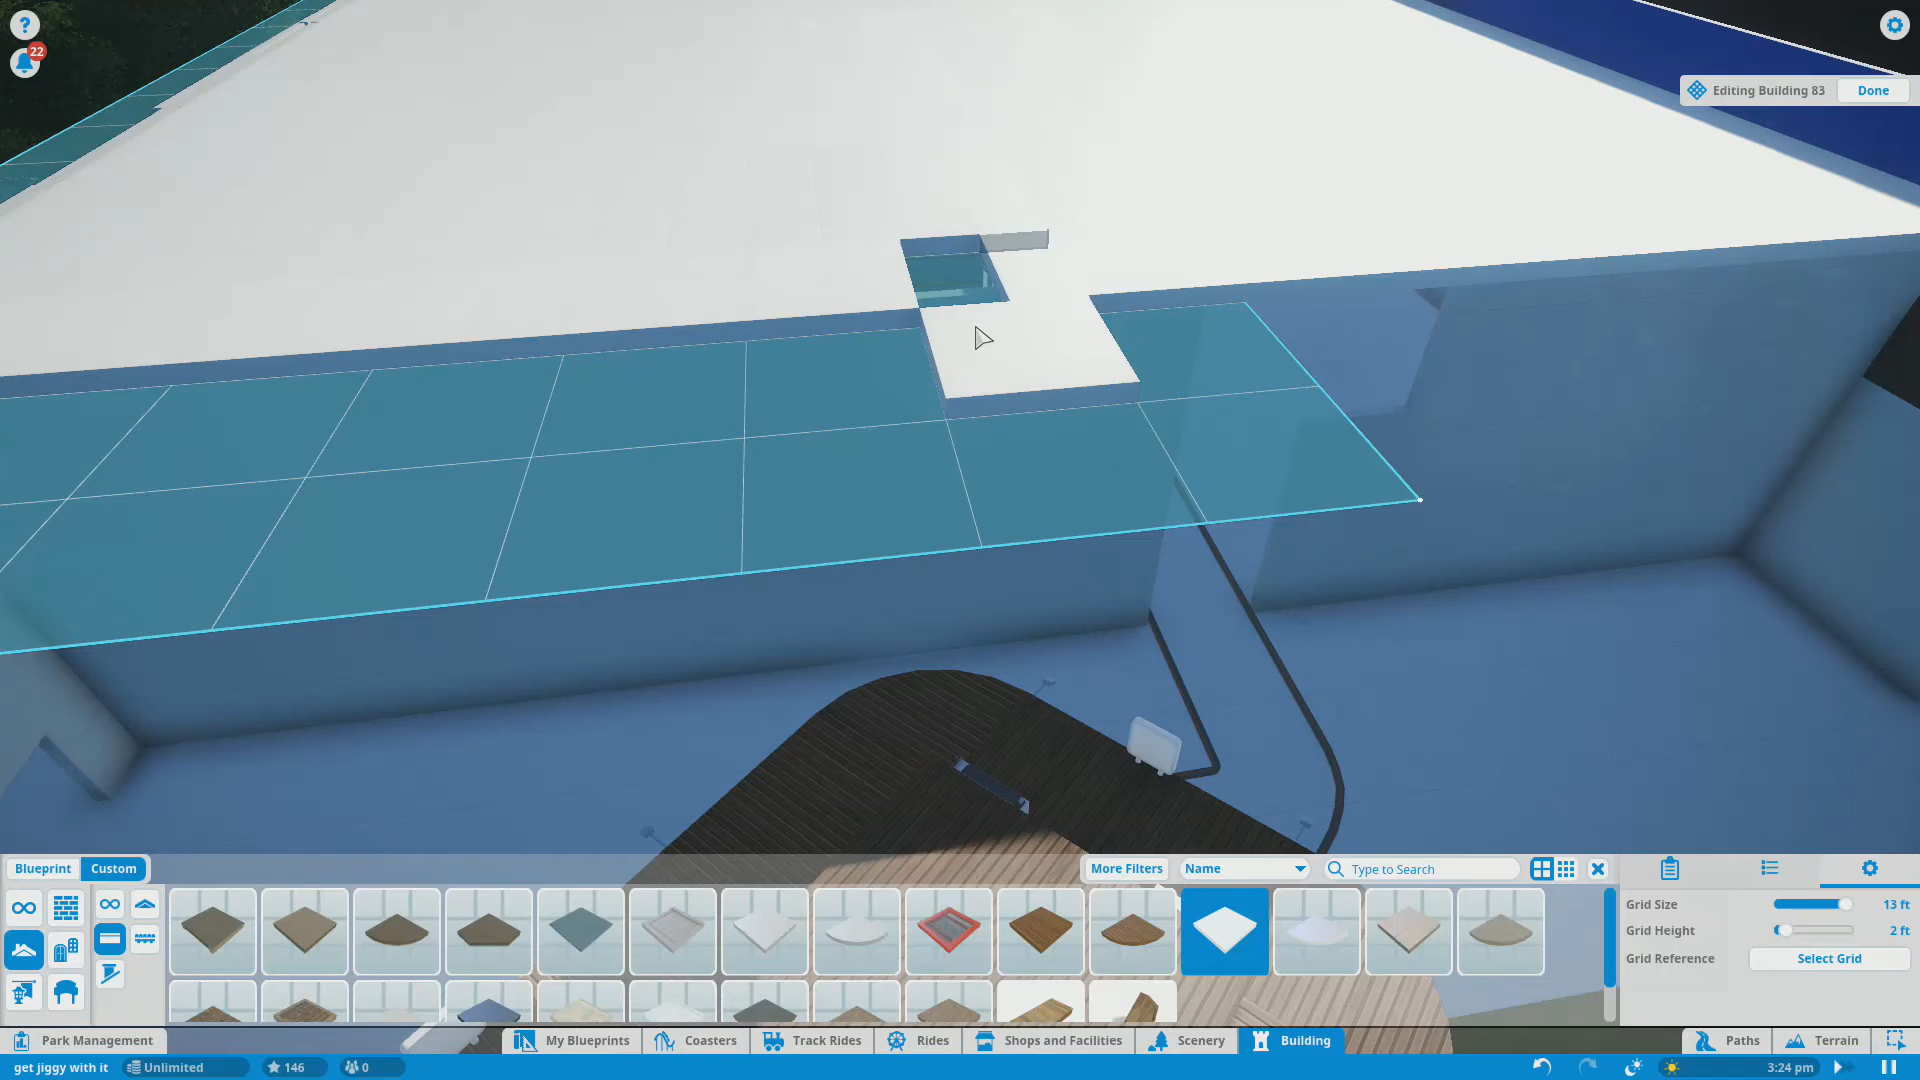 ?
22
Editing Building 83
Done
Blueprint
Custom
More Filters
Name
Type to Search
Grid Size
13 ft
Grid Height
2 ft
Grid Reference
Select Grid
Park Management
My Blueprints
Coasters
Track Rides
Rides
Shops and Facilities
Scenery
Building
Paths
Terrain
get jiggy with it
Unlimited
146
0
3:24 pm